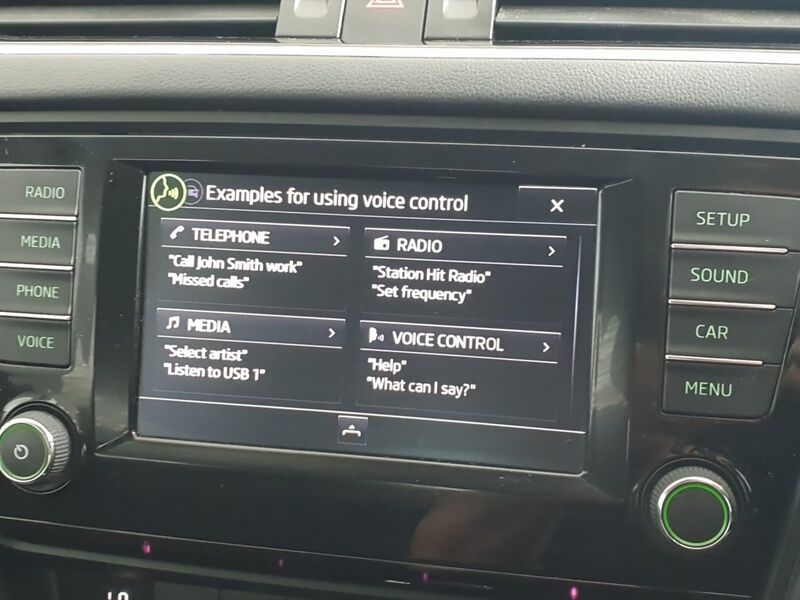 RADIO
MEDIA
PHONE
VOICE
Examples for using voice control
TELEPHONE
"Call John Smith work"
"Missed calls"
RADIO
"Station Hit Radio"
"Set frequency"
MEDIA
"Select artist"
"Listen to USB 1"
VOICE CONTROL
"Help"
"What can I say?"
SETUP
SOUND
CAR
MENU